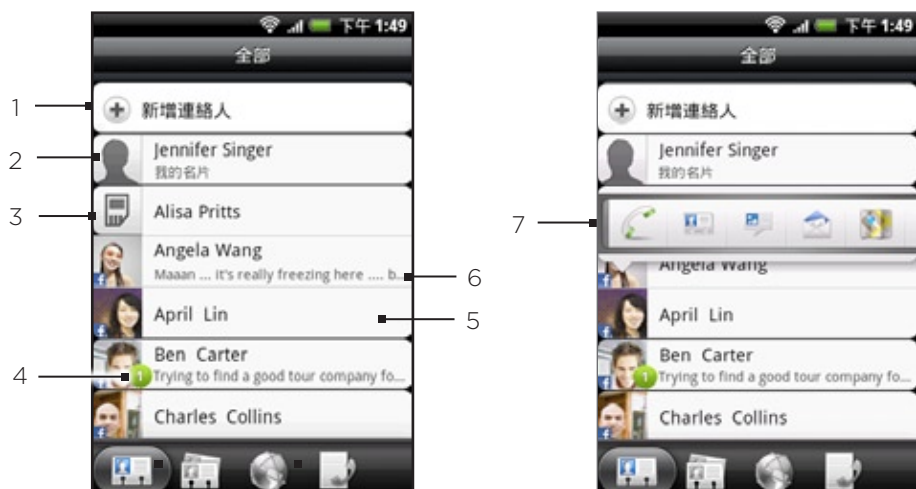 下午 1:49
全部
1
新增連絡人
2
Jennifer Singer
我的名片
3
Alisa Pritts
Angela Wang
Maaan ... it's really freezing here .... b...
6
April Lin
5
4
Ben Carter
1
Trying to find a good tour company fo...
Charles Collins
下午 1:49
全部
新增連絡人
Jennifer Singer
我的名片
7
Angela Wang
April Lin
Ben Carter
1
Trying to find a good tour company fo...
Charles Collins